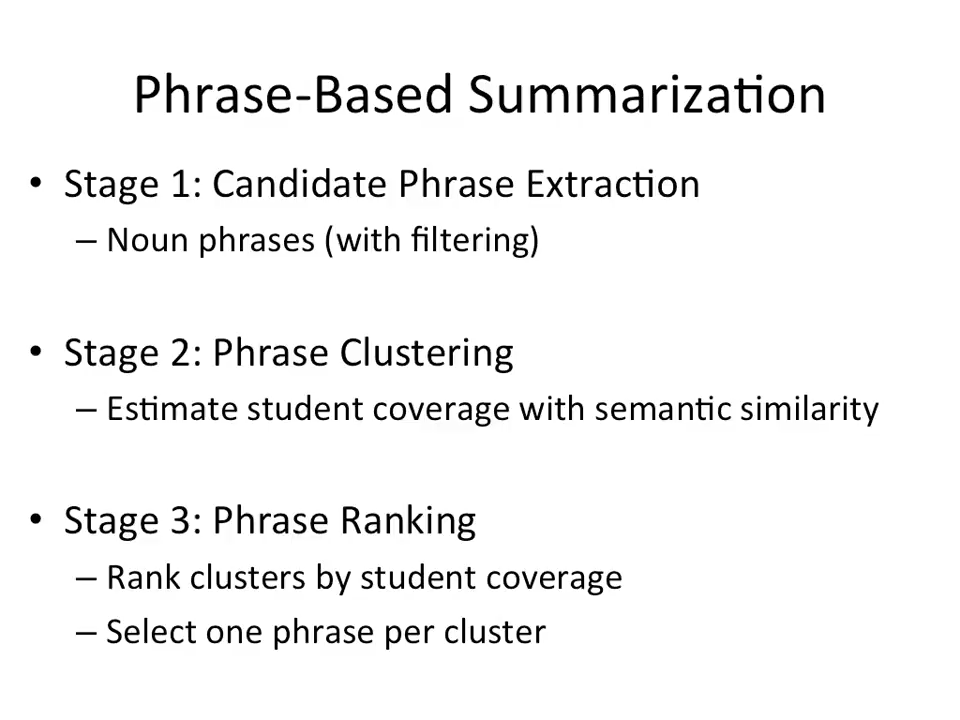 Phrase-Based Summarization
• Stage 1: Candidate Phrase Extraction
– Noun phrases (with filtering)
• Stage 2: Phrase Clustering
– Estimate student coverage with semantic similarity
• Stage 3: Phrase Ranking
– Rank clusters by student coverage
– Select one phrase per cluster